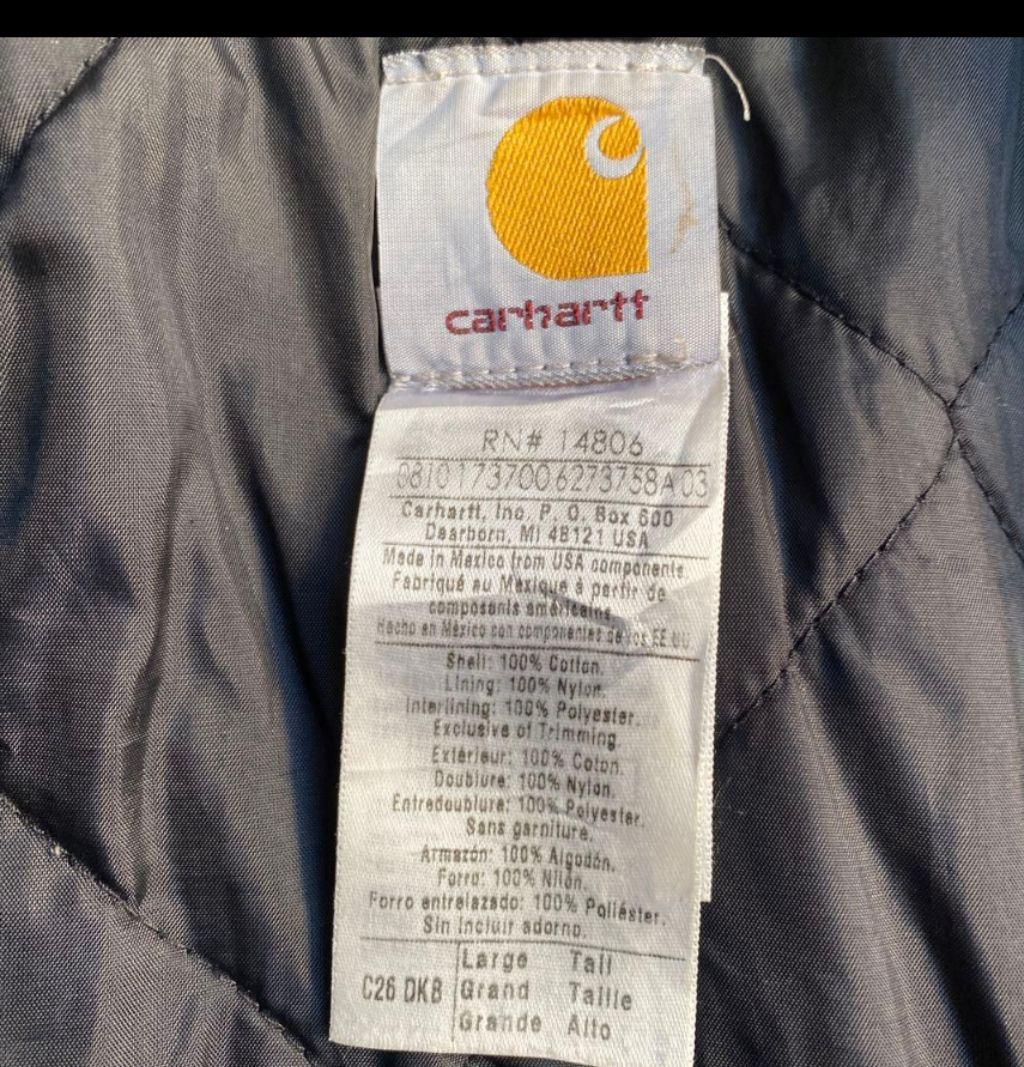 carhartt
RN# 14806
0810 173700 6273758A 03
Carhartt, Inc, P. O. Box 600
Dearborn, MI 48121 USA
Made in Mexico from USA components.
Fabriqué au Mexique à partir de
composants américains.
Hecho en México con componentes de los EE.UU
Shell: 100% Cotton.
Lining: 100% Nylon.
Interlining: 100% Polyester.
Exclusive of Trimming.
Extérieur: 100% Coton.
Doublure: 100% Nylon.
Entredoublure: 100% Polyester.
Sans garniture.
Armazón: 100% Algodón.
Forro: 100% Nilón.
Forro entrelazado: 100% Poliéster.
Sin incluir adorno.
C26 DKB
Large Tall
Grand Taille
Grande Alto